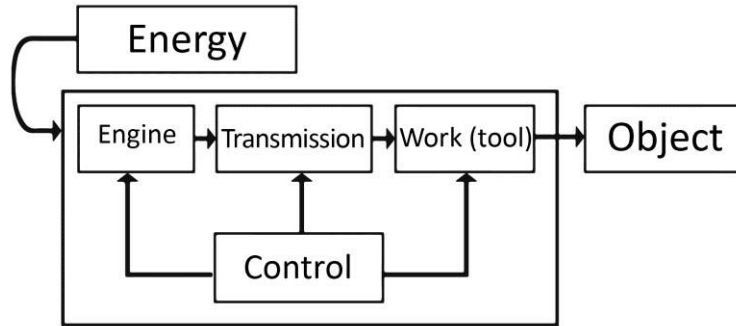 Energy
Engine
Transmission
Work (tool)
Object
Control